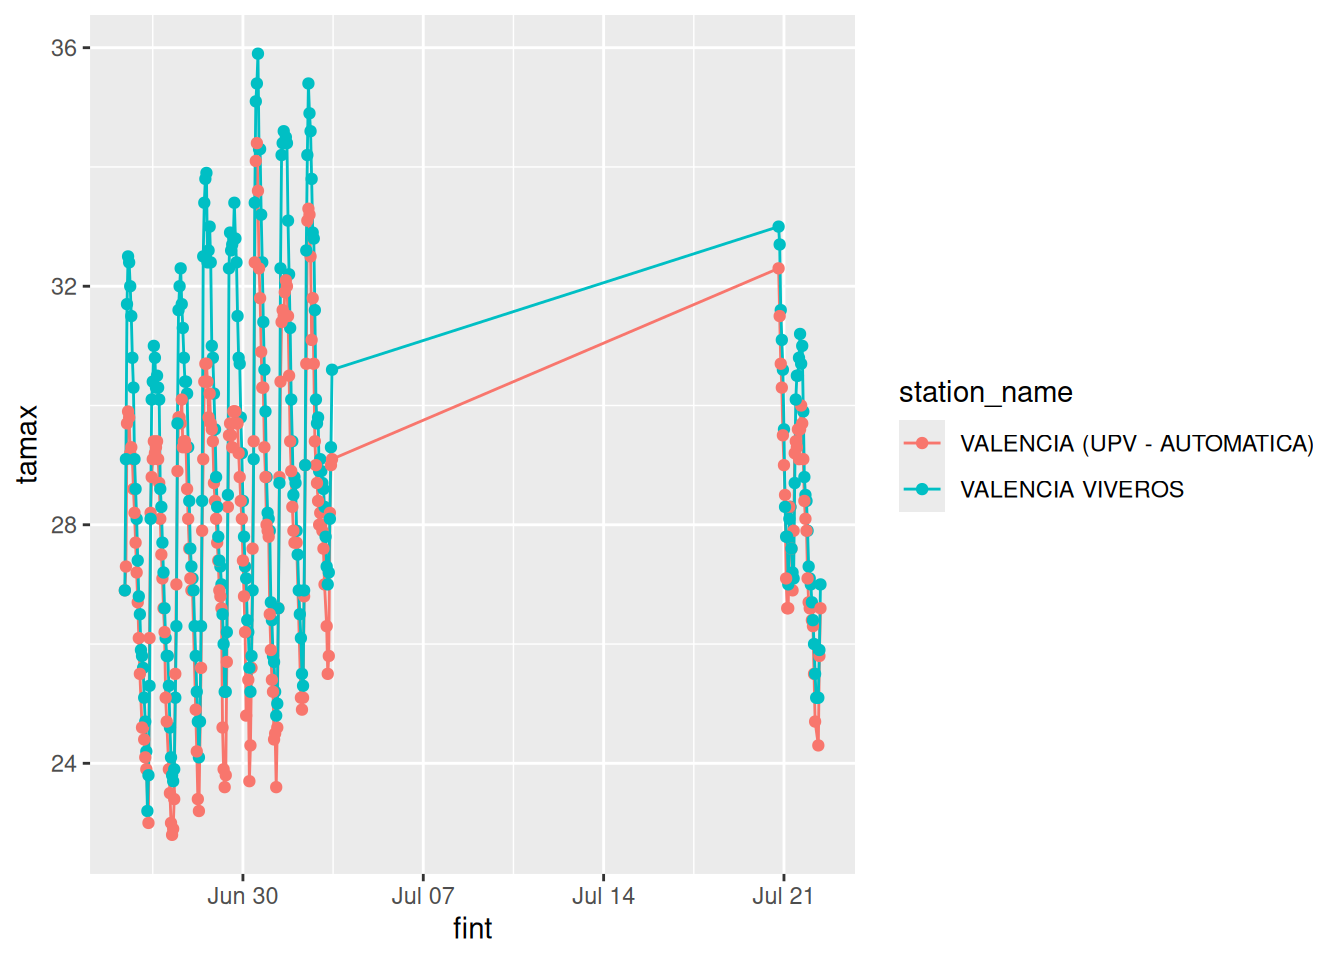 36
32
28
24
tamax
Jun 30
Jul 07
Jul 14
Jul 21
fint
station_name
VALENCIA (UPV - AUTOMATICA)
VALENCIA VIVEROS